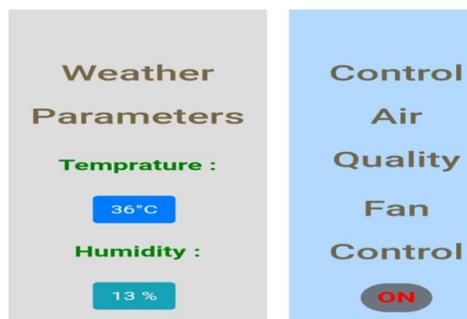 Weather
Parameters
Temprature :
36°C
Humidity :
13 %
Control
Air
Quality
Fan
Control
ON